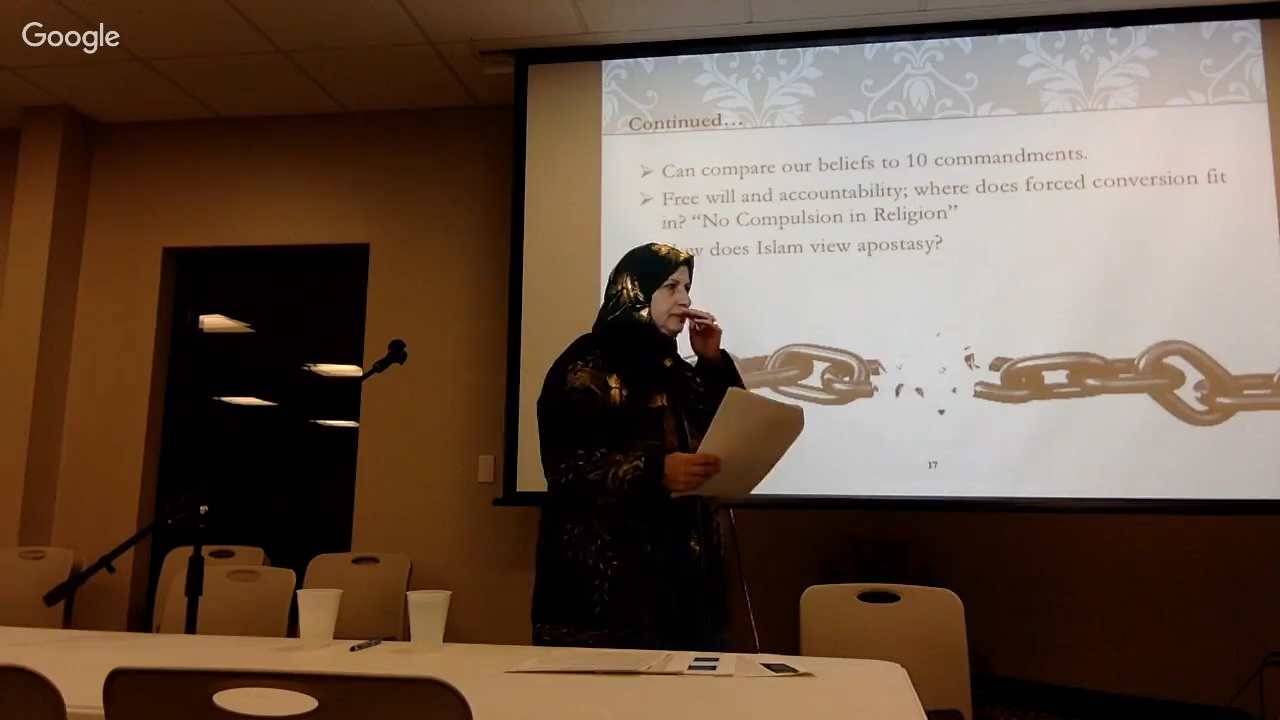 Google
Continued...
➢ Can compare our beliefs to 10 commandments.
➢ Free will and accountability; where does forced conversion fit
in? “No Compulsion in Religion”
does Islam view apostasy?
17